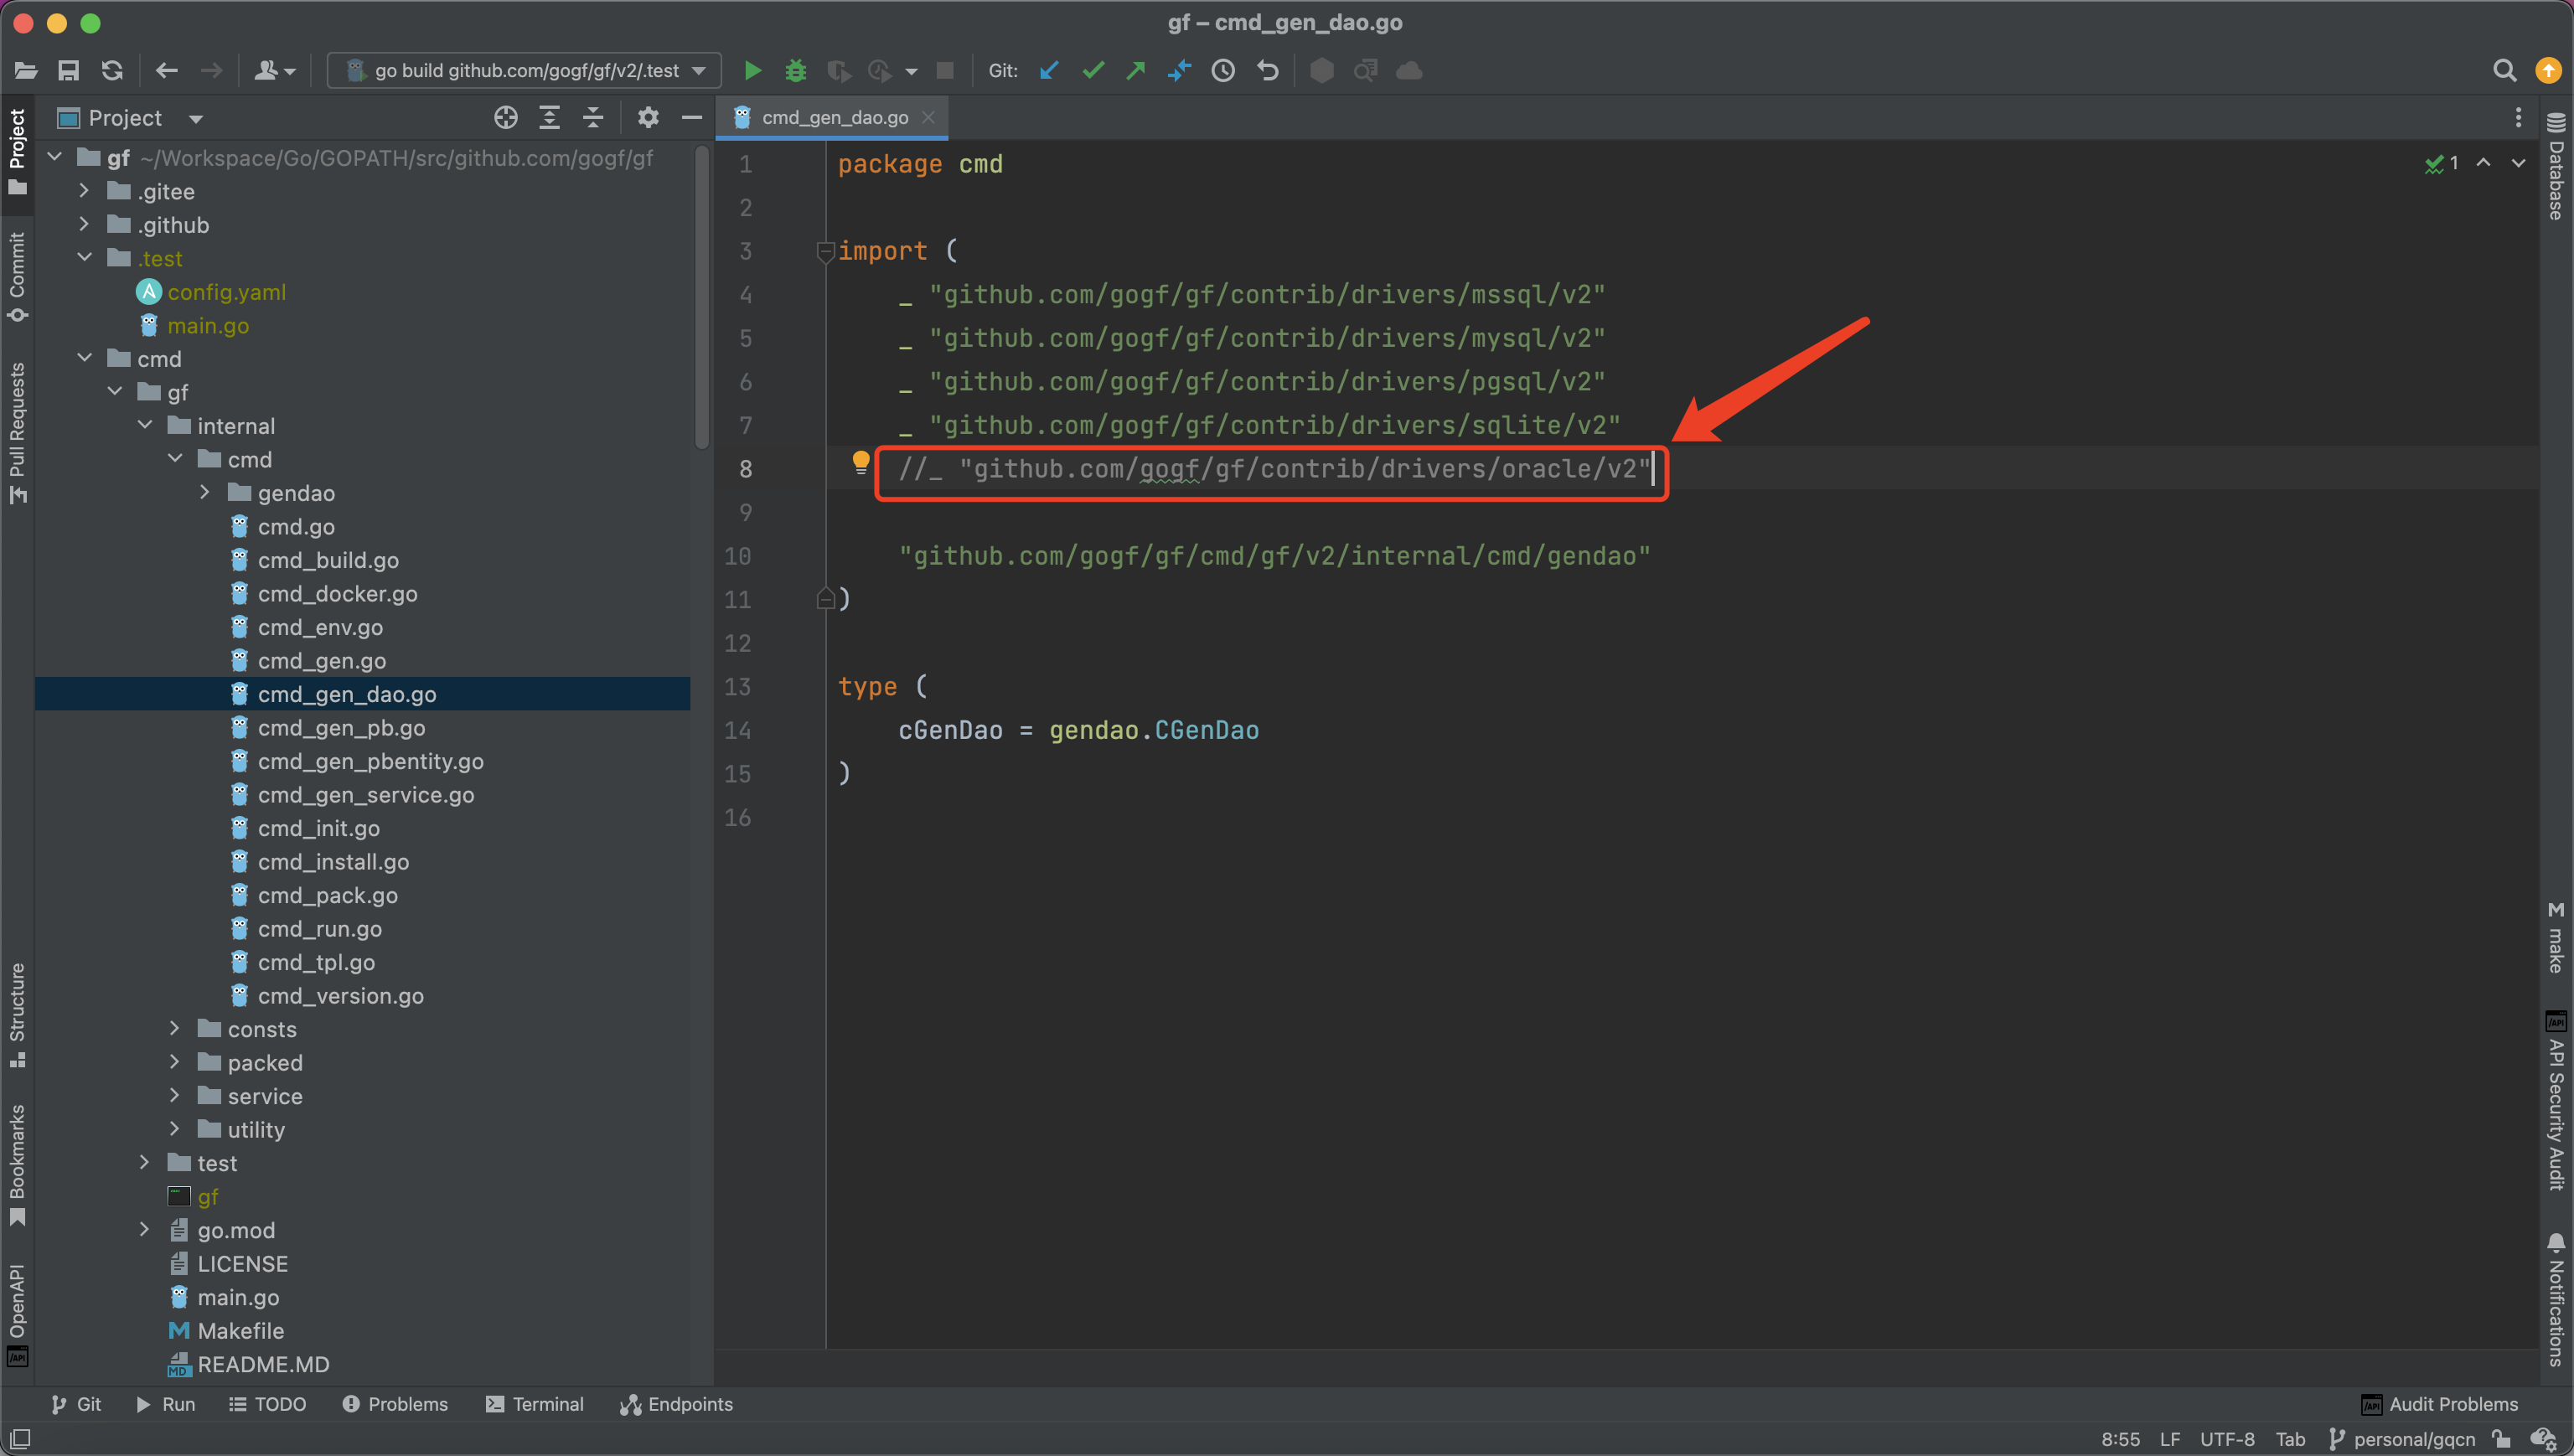 gf – cmd_gen_dao.go
go build github.com/gogf/gf/v2/.test
Git:
Project
cmd_gen_dao.go
gf ~/Workspace/Go/GOPATH/src/github.com/gogf/gf
.gitee
.github
.test
config.yaml
main.go
cmd
gf
internal
cmd
gendao
cmd.go
cmd_build.go
cmd_docker.go
cmd_env.go
cmd_gen.go
cmd_gen_dao.go
cmd_gen_pb.go
cmd_gen_pbentity.go
cmd_gen_service.go
cmd_init.go
cmd_install.go
cmd_pack.go
cmd_run.go
cmd_tpl.go
cmd_version.go
consts
packed
service
utility
test
gf
go.mod
LICENSE
main.go
Makefile
README.MD
1 package cmd
2
3 import (
4 _ "github.com/gogf/gf/contrib/drivers/mssql/v2"
5 _ "github.com/gogf/gf/contrib/drivers/mysql/v2"
6 _ "github.com/gogf/gf/contrib/drivers/pgsql/v2"
7 _ "github.com/gogf/gf/contrib/drivers/sqlite/v2"
8 //_ "github.com/gogf/gf/contrib/drivers/oracle/v2"
9
10 "github.com/gogf/gf/cmd/gf/v2/internal/cmd/gendao"
11 )
12
13 type (
14 cGenDao = gendao.CGenDao
15 )
16
1
Project
Commit
Pull Requests
Structure
Bookmarks
OpenAPI
Database
make
API Security Audit
Notifications
Git
Run
TODO
Problems
Terminal
Endpoints
Audit Problems
8:55 LF UTF-8 Tab personal/gqcn